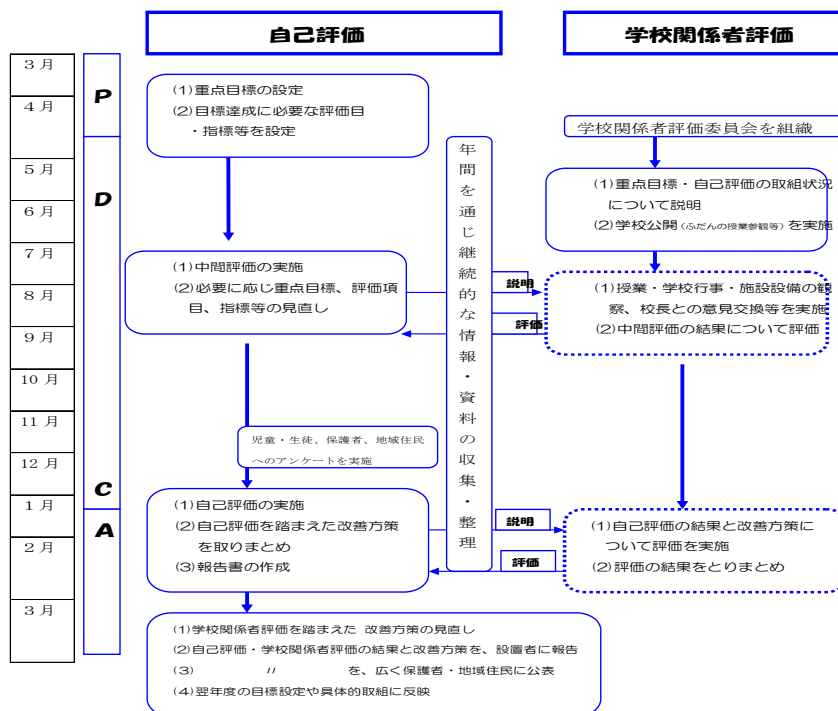 自己評価
学校関係者評価
3月
4月
5月
6月
7月
8月
9月
10月
11月
12月
1月
2月
3月
P
D
C
A
(1)重点目標の設定
(2)目標達成に必要な評価目
・指標等を設定
(1)中間評価の実施
(2)必要に応じ重点目標、評価項
目、指標等の見直し
児童・生徒、保護者、地域住民
へのアンケートを実施
(1)自己評価の実施
(2)自己評価を踏まえた改善方策
を取りまとめ
(3)報告書の作成
(1)学校関係者評価を踏まえた 改善方策の見直し
(2)自己評価・学校関係者評価の結果と改善方策を、設置者に報告
(3) 〃 を、広く保護者・地域住民に公表
(4)翌年度の目標設定や具体的取組に反映
年間を通じ継続的な情報・資料の収集・整理
説明
評価
説明
評価
学校関係者評価委員会を組織
(1)重点目標・自己評価の取組状況
について説明
(2)学校公開(ふだんの授業参観等)を実施
(1)授業・学校行事・施設設備の観
察、校長との意見交換等を実施
(2)中間評価の結果について評価
(1)自己評価の結果と改善方策に
ついて評価を実施
(2)評価の結果をとりまとめ